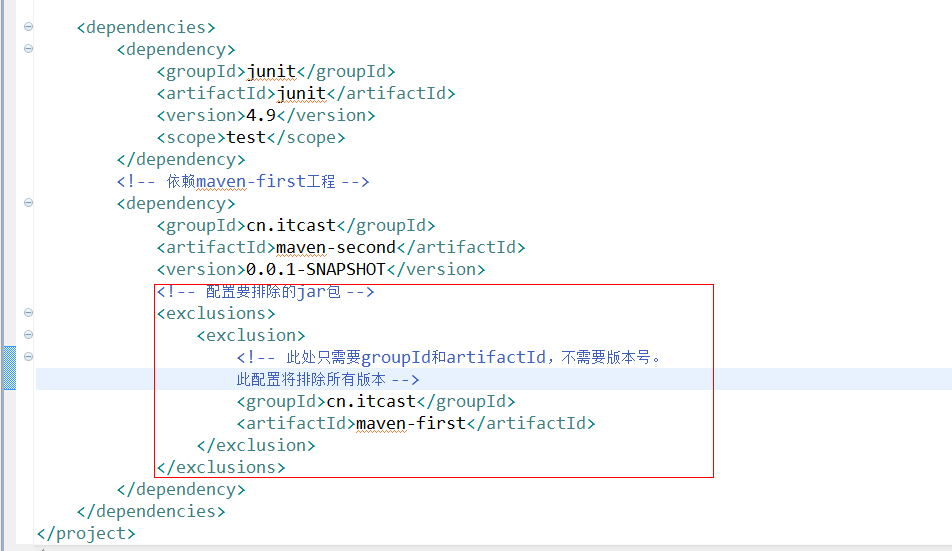 <dependencies>
<dependency>
<groupId>junit</groupId>
<artifactId>junit</artifactId>
<version>4.9</version>
<scope>test</scope>
</dependency>
<!-- 依赖maven-first工程 -->
<dependency>
<groupId>cn.itcast</groupId>
<artifactId>maven-second</artifactId>
<version>0.0.1-SNAPSHOT</version>
<!-- 配置要排除的jar包 -->
<exclusions>
<exclusion>
<!-- 此处只需要groupId和artifactId，不需要版本号。
此配置将排除所有版本 -->
<groupId>cn.itcast</groupId>
<artifactId>maven-first</artifactId>
</exclusion>
</exclusions>
</dependency>
</dependencies>
</project>